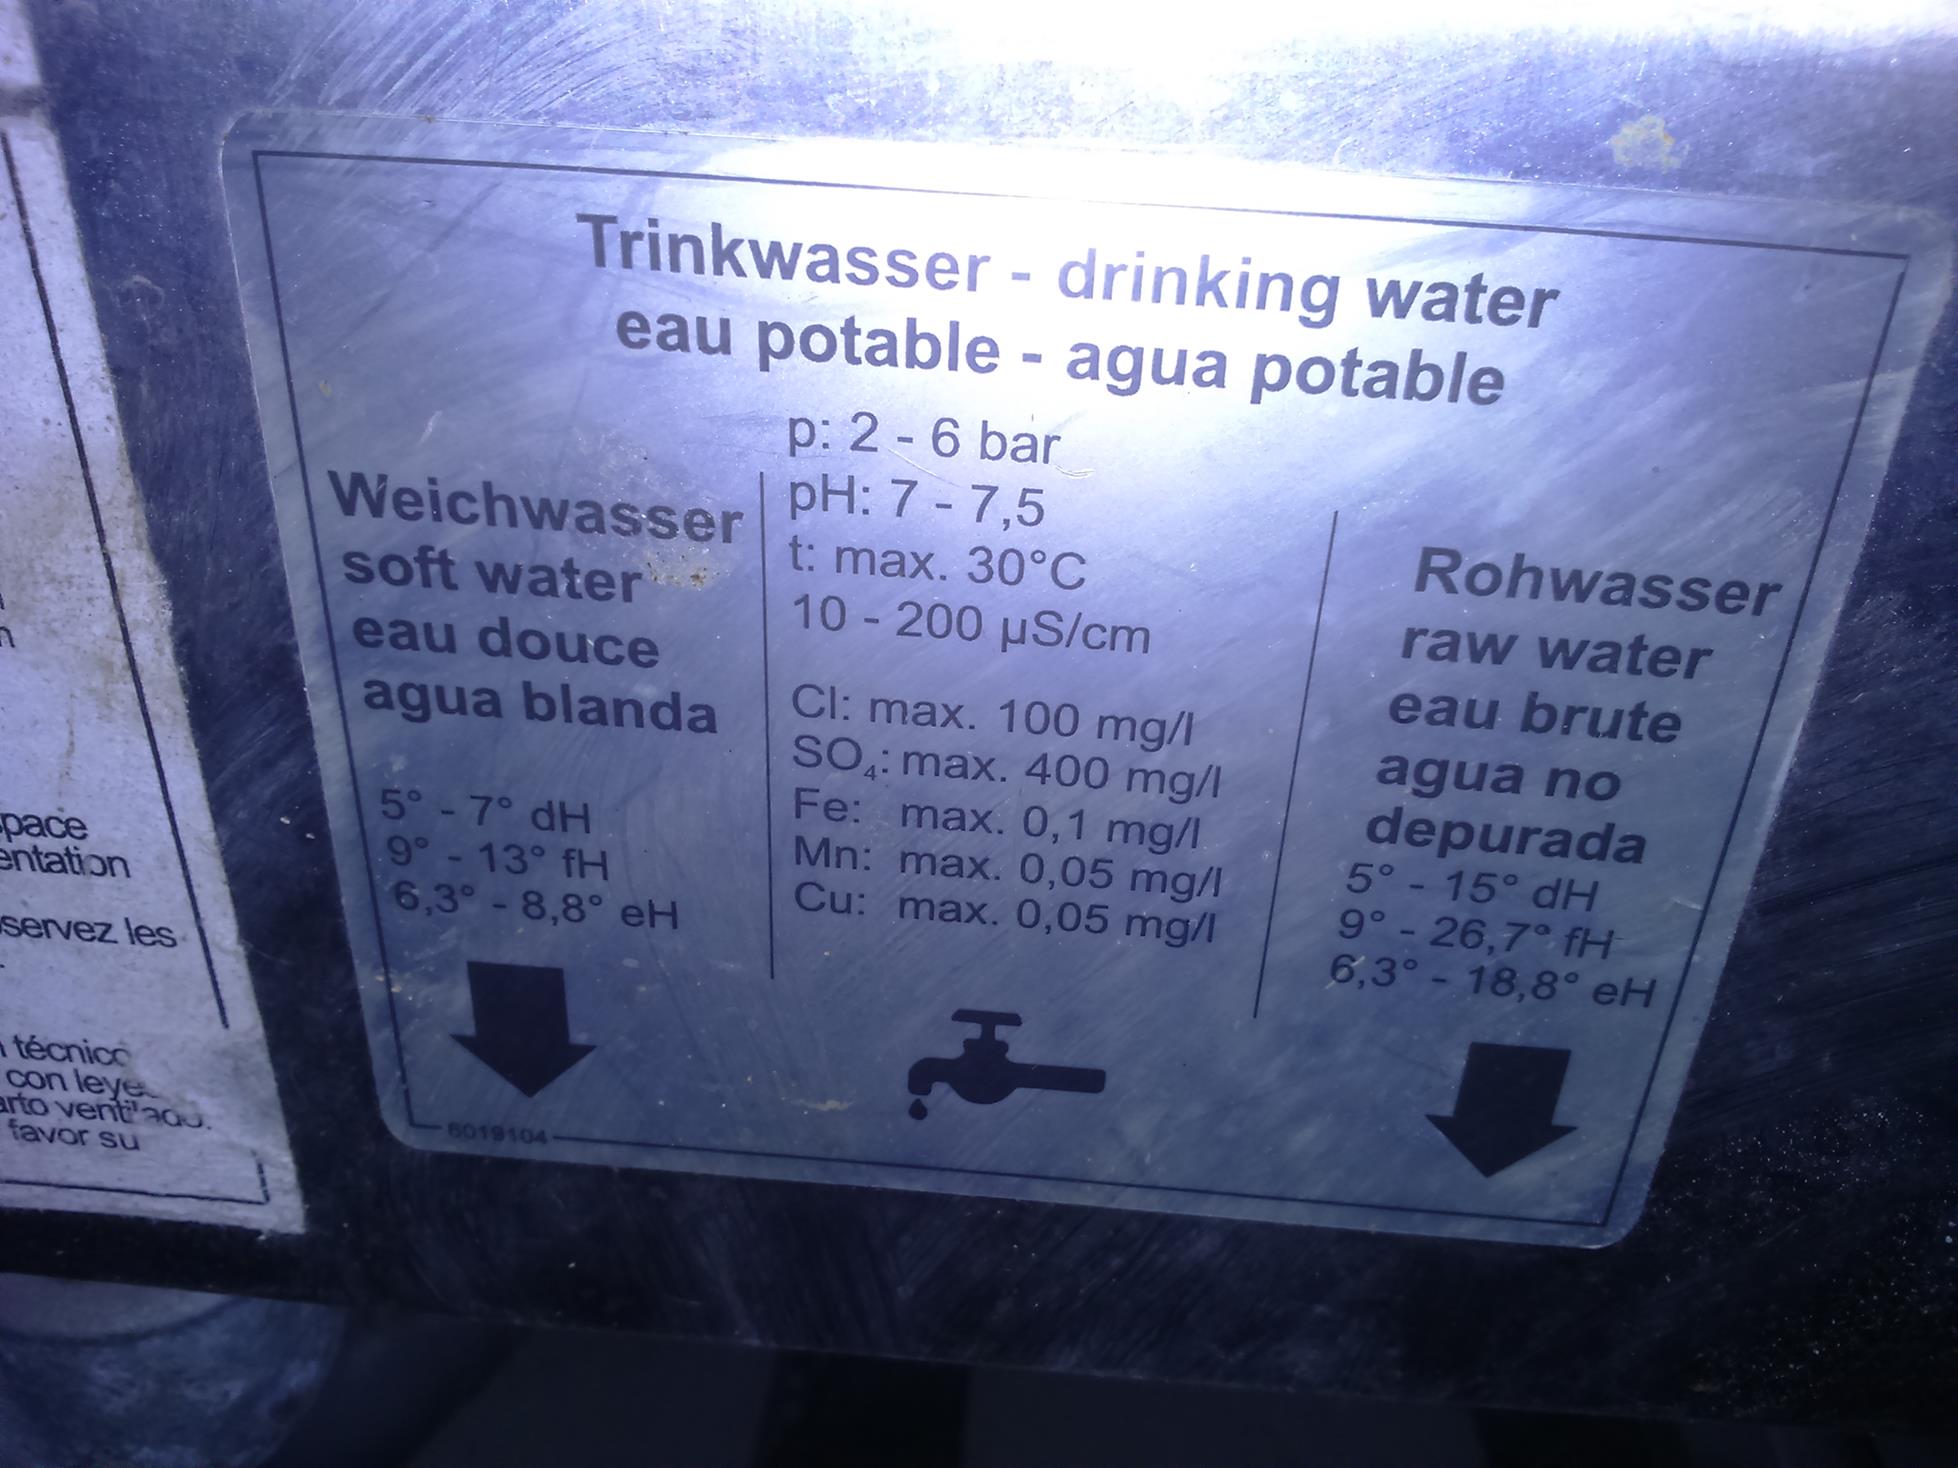 Trinkwasser - drinking water
eau potable - agua potable
p: 2 - 6 bar
pH: 7 - 7,5
t: max. 30°C
10 - 200 µS/cm
Cl: max. 100 mg/l
SO₄: max. 400 mg/l
Fe: max. 0,1 mg/l
Mn: max. 0,05 mg/l
Cu: max. 0,05 mg/l
Weichwasser
soft water
eau douce
agua blanda
5° - 7° dH
9° - 13° fH
6,3° - 8,8° eH
Rohwasser
raw water
eau brute
agua no
depurada
5° - 15° dH
9° - 26,7° fH
6,3° - 18,8° eH
6019104
les
con
favor su